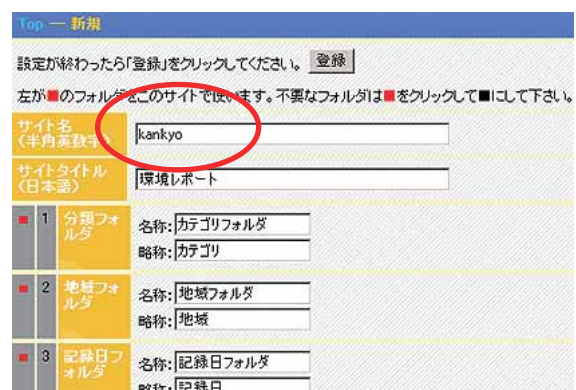 Top — 新規
設定が終わったら「登録」をクリックしてください。 登録
左が■のフォルダをこのサイトで使います。不要なフォルダは■をクリックして■にして下さい。
サイト名
(半角英数字)
kankyo
サイトタイトル
(日本語)
環境レポート
1 分類フォルダ
名称: カテゴリフォルダ
略称: カテゴリ
2 地域フォルダ
名称: 地域フォルダ
略称: 地域
3 記録日フォルダ
名称: 記録日フォルダ
略称: 記録日